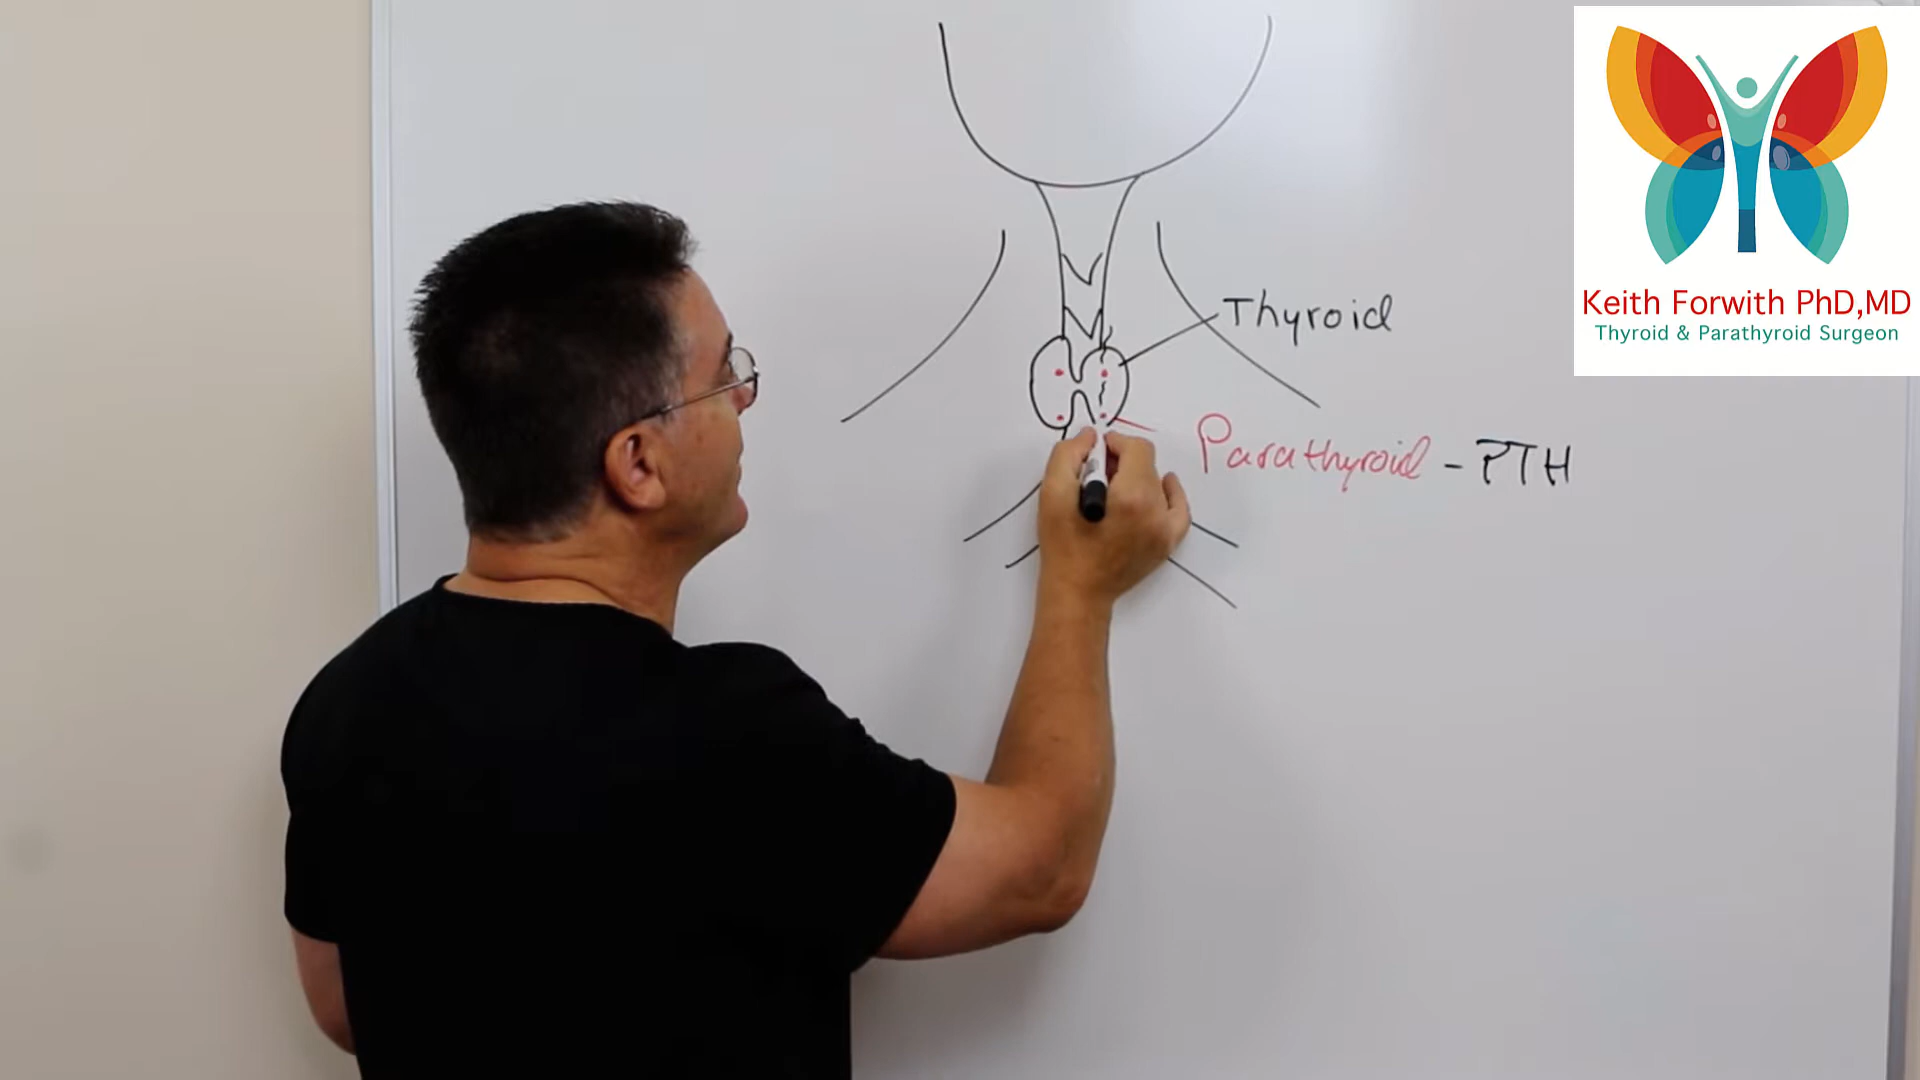 Keith Forwith PhD,MD
Thyroid & Parathyroid Surgeon
Thyroid
Parathyroid - PTH